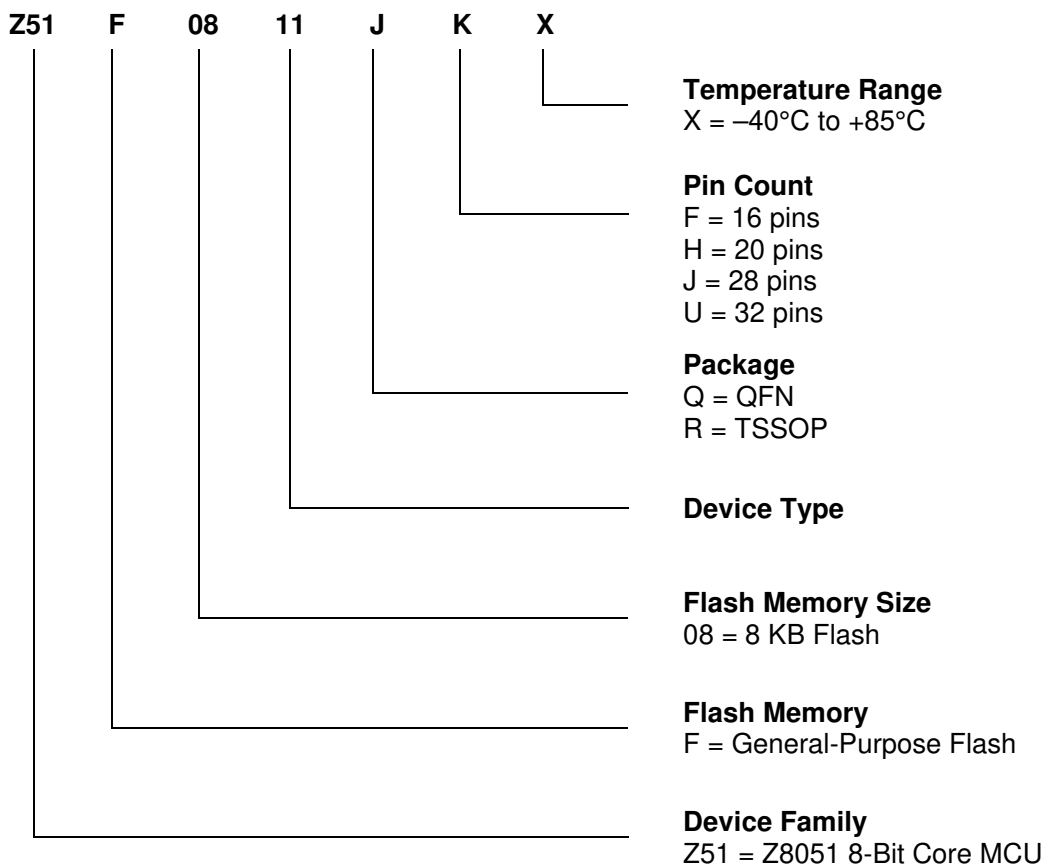 Z51 F 08 11 J K X
Temperature Range
X = –40°C to +85°C
Pin Count
F = 16 pins
H = 20 pins
J = 28 pins
U = 32 pins
Package
Q = QFN
R = TSSOP
Device Type
Flash Memory Size
08 = 8 KB Flash
Flash Memory
F = General-Purpose Flash
Device Family
Z51 = Z8051 8-Bit Core MCU